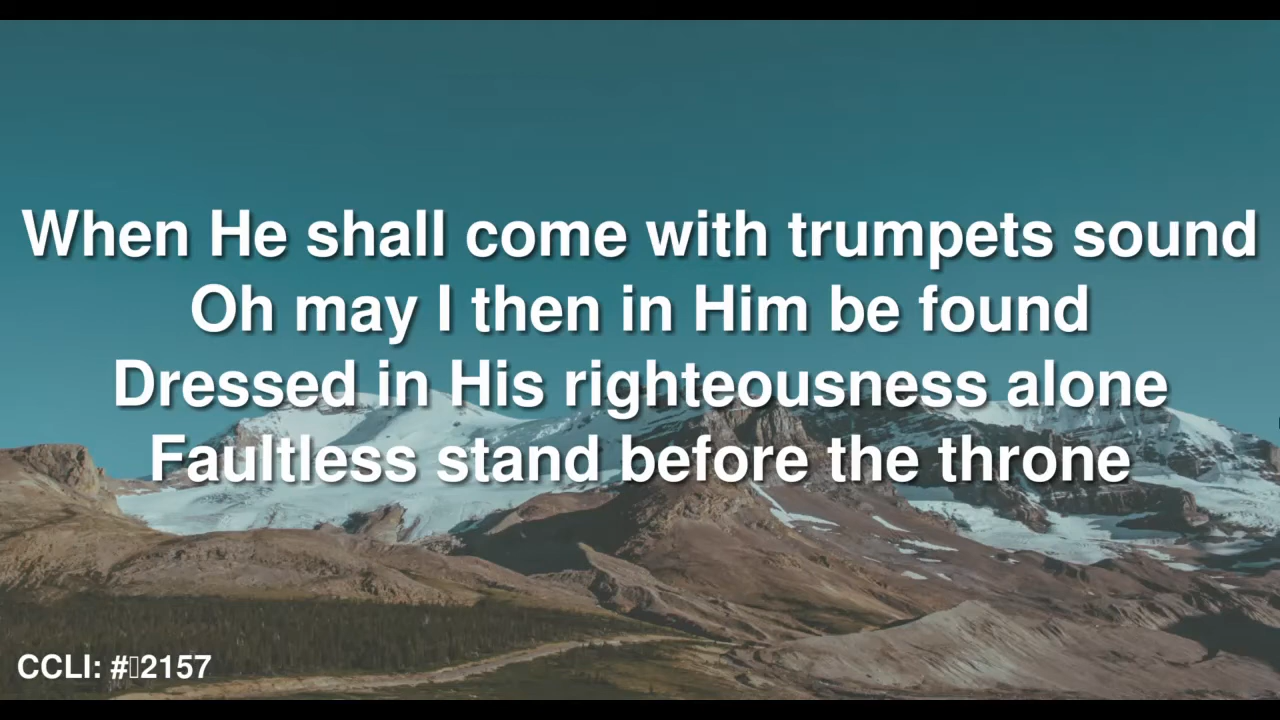 When He shall come with trumpets sound
Oh may I then in Him be found
Dressed in His righteousness alone
Faultless stand before the throne
CCLI: #▯2157